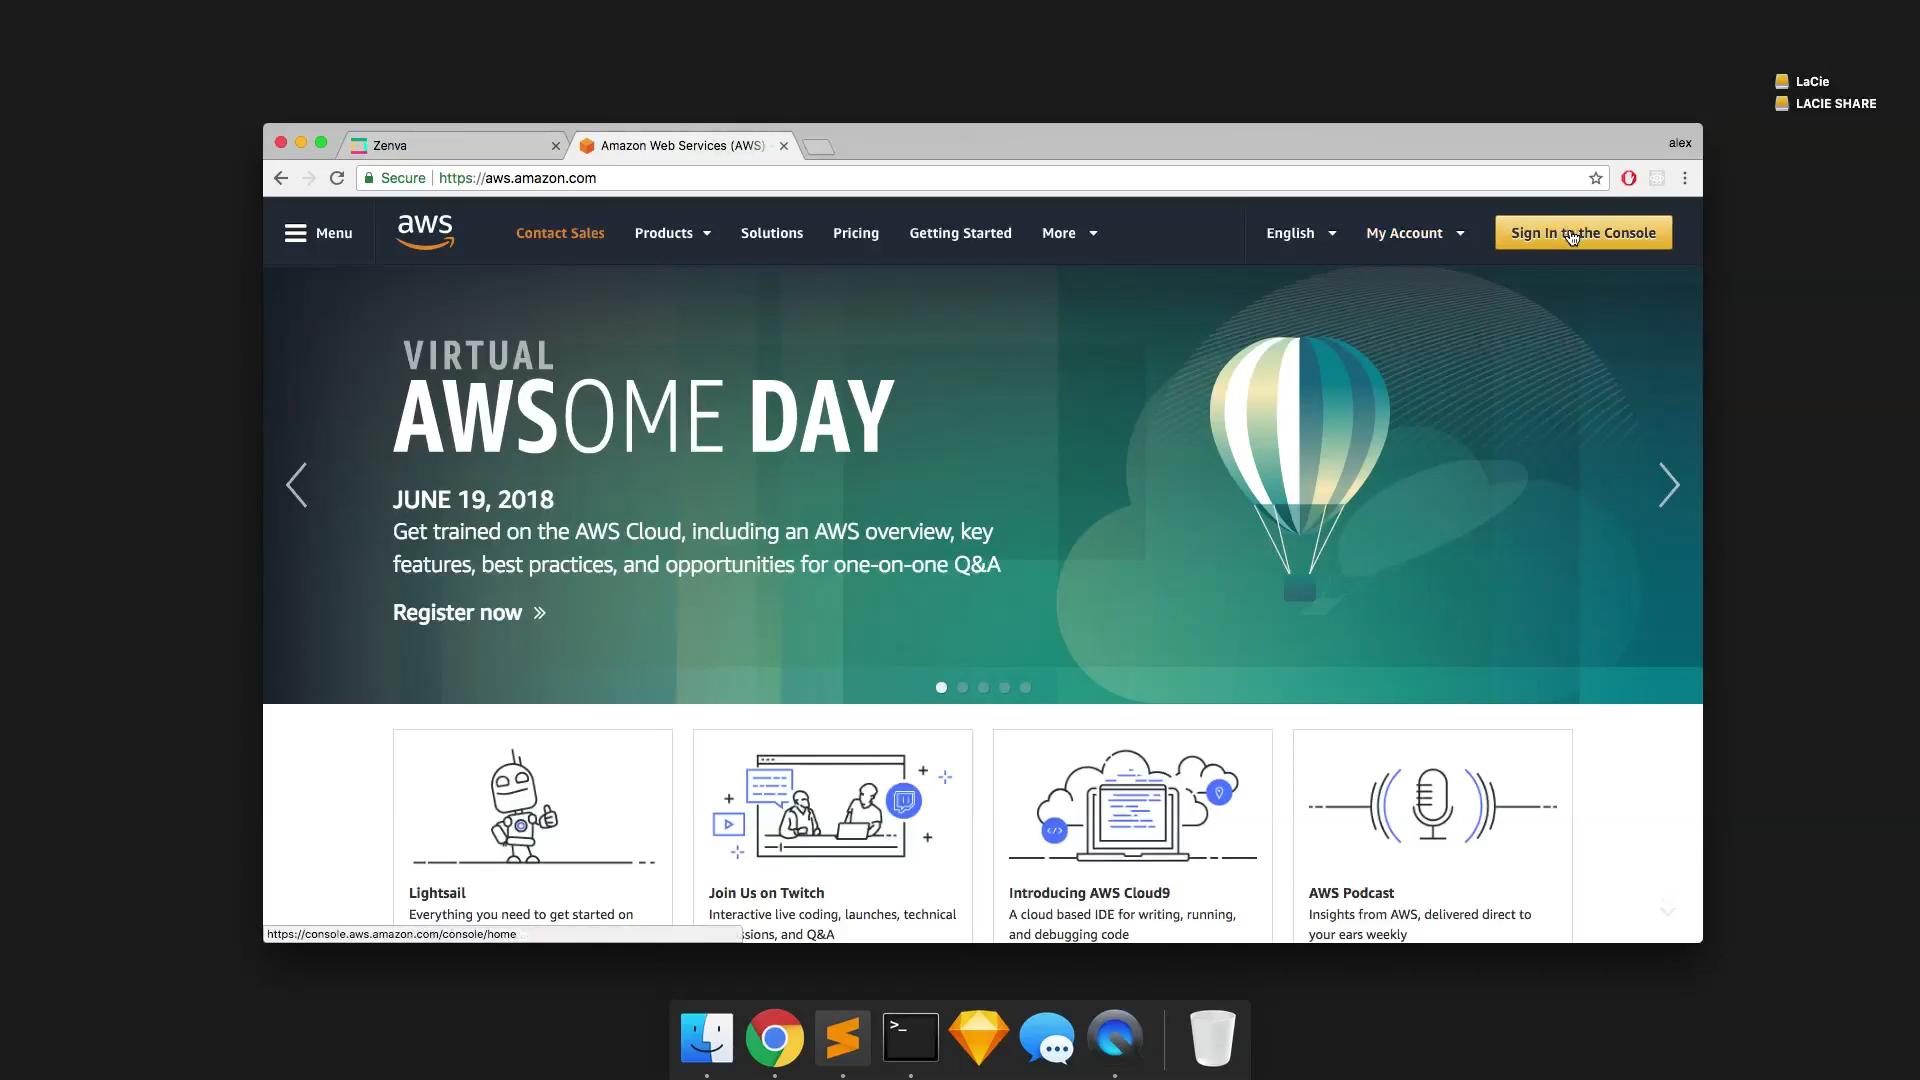 LaCie
LACIE SHARE
Zenva
Amazon Web Services (AWS)
alex
Secure
https://aws.amazon.com
Menu
aws
Contact Sales
Products
Solutions
Pricing
Getting Started
More
English
My Account
Sign In to the Console
VIRTUAL
AWSOME DAY
JUNE 19, 2018
Get trained on the AWS Cloud, including an AWS overview, key
features, best practices, and opportunities for one-on-one Q&A
Register now »
Lightsail
Everything you need to get started on
Join Us on Twitch
Interactive live coding, launches, technical
ssions, and Q&A
Introducing AWS Cloud9
A cloud based IDE for writing, running,
and debugging code
AWS Podcast
Insights from AWS, delivered direct to
your ears weekly
https://console.aws.amazon.com/console/home